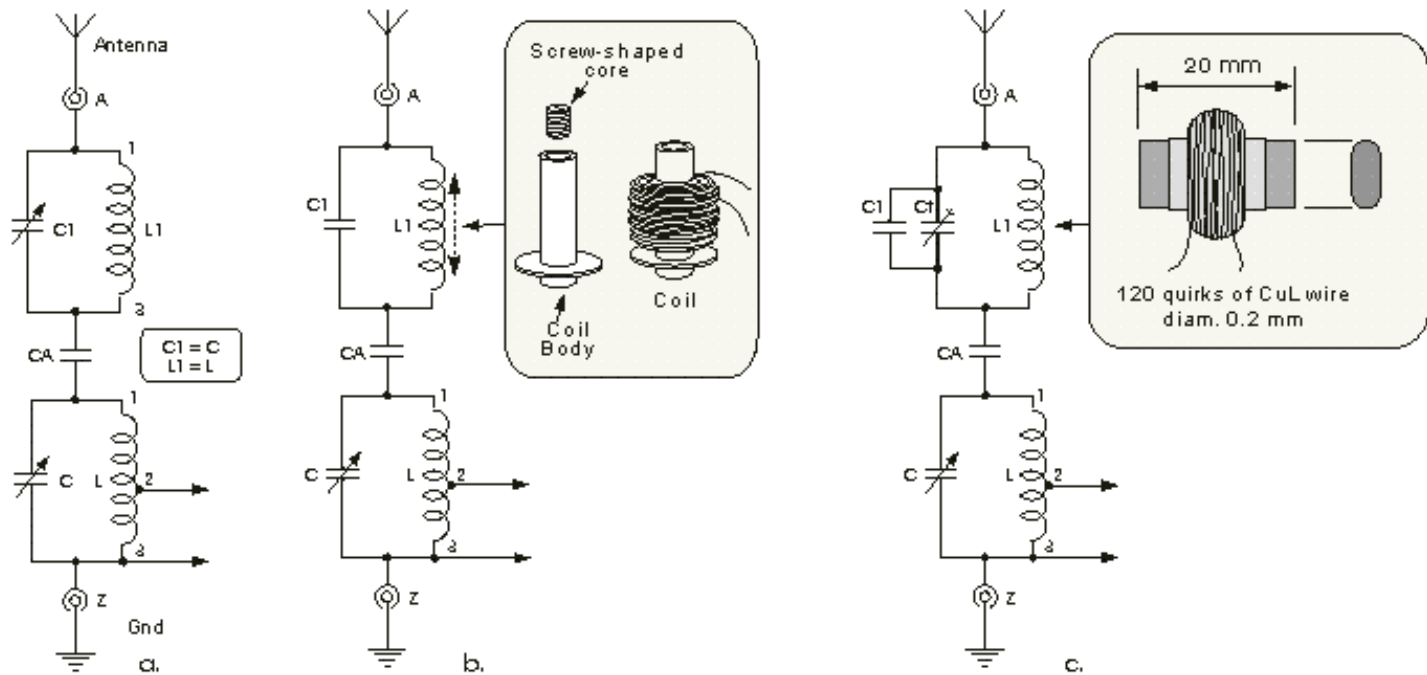 Antenna
A
1
C1
L1
3
CA
C1 = C
L1 = L
1
C
L
2
3
Z
Gnd
a.
A
C1
L1
CA
1
C
L
2
3
Z
b.
Screw-shaped
core
Coil
Body
Coil
A
C1
Ct
L1
CA
1
C
L
2
3
Z
c.
20 mm
120 quirks of CuL wire
diam. 0.2 mm